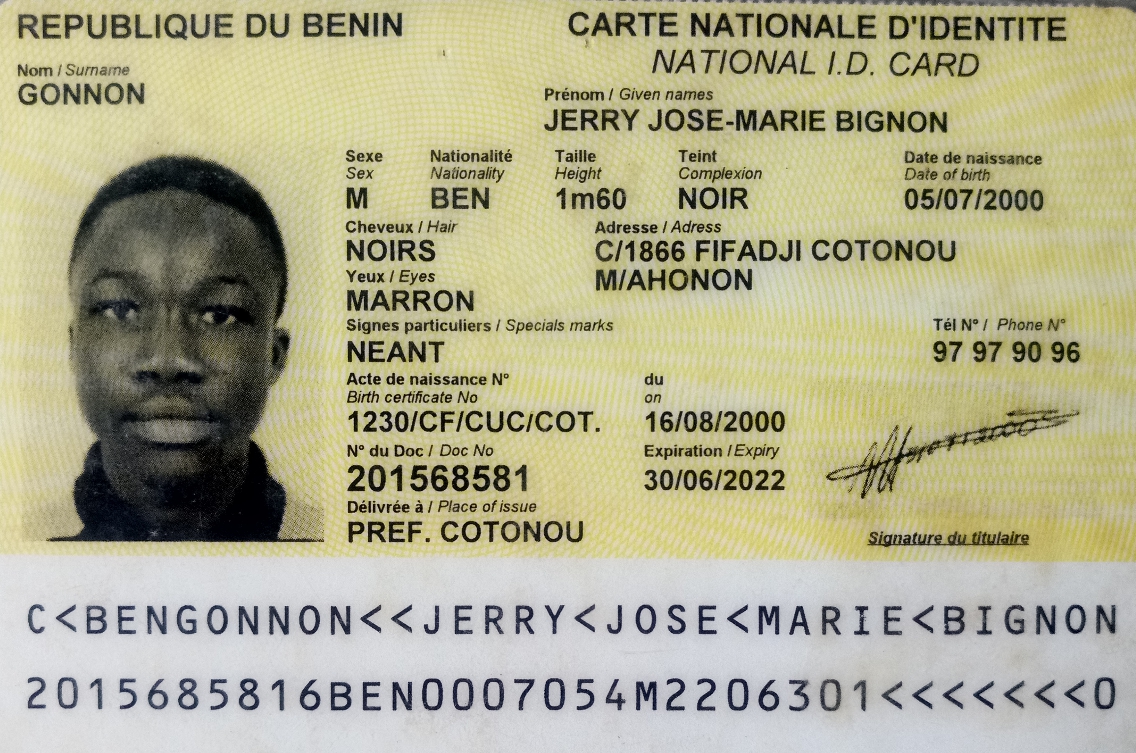 REPUBLIQUE DU BENIN
CARTE NATIONALE D'IDENTITE
NATIONAL I.D. CARD
Nom / Surname
GONNON
Prénom / Given names
JERRY JOSE-MARIE BIGNON
Sexe Nationalité Taille Teint Date de naissance
Sex Nationality Height Complexion Date of birth
M BEN 1m60 NOIR 05/07/2000
Cheveux / Hair Adresse / Adress
NOIRS C/1866 FIFADJI COTONOU
Yeux / Eyes M/AHONON
MARRON
Signes particuliers / Specials marks Tél N° / Phone N°
NEANT 97 97 90 96
Acte de naissance N° du
Birth certificate No on
1230/CF/CUC/COT. 16/08/2000
N° du Doc / Doc No Expiration / Expiry
201568581 30/06/2022
Délivrée à / Place of issue
PREF. COTONOU
Signature du titulaire
C<BENGONNON<<JERRY<JOSE<MARIE<BIGNON
2015685816BEN0007054M2206301<<<<<<<0